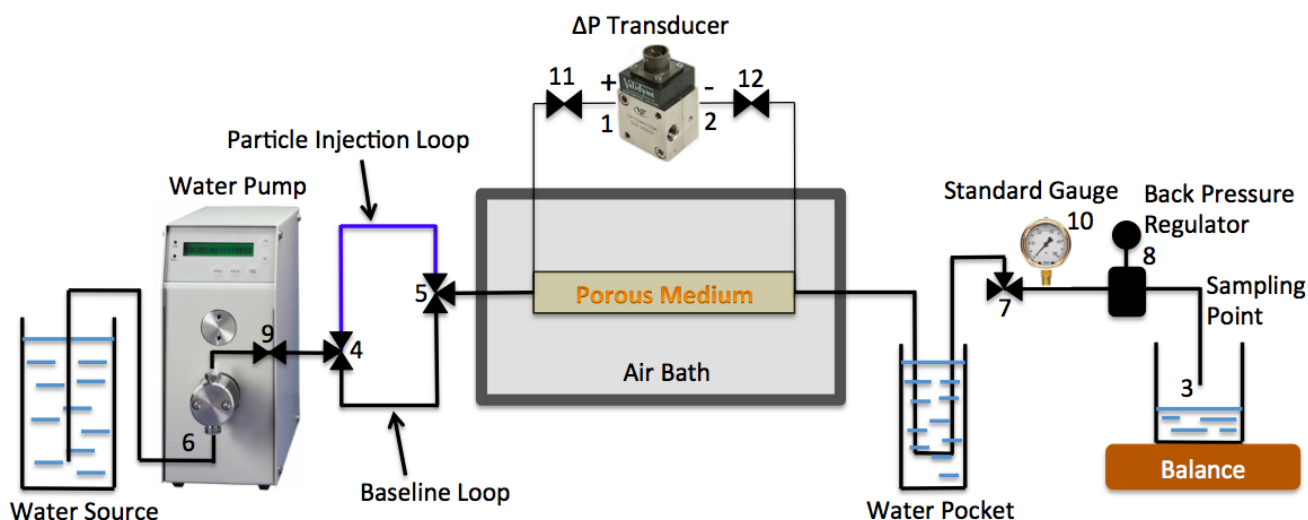 ΔP Transducer
11
+
-
12
Validyne
1
2
Particle Injection Loop
Water Pump
Standard Gauge
10
Back Pressure
Regulator
8
5
Porous Medium
7
Sampling
Point
9
4
Air Bath
3
6
Balance
Baseline Loop
Water Source
Water Pocket